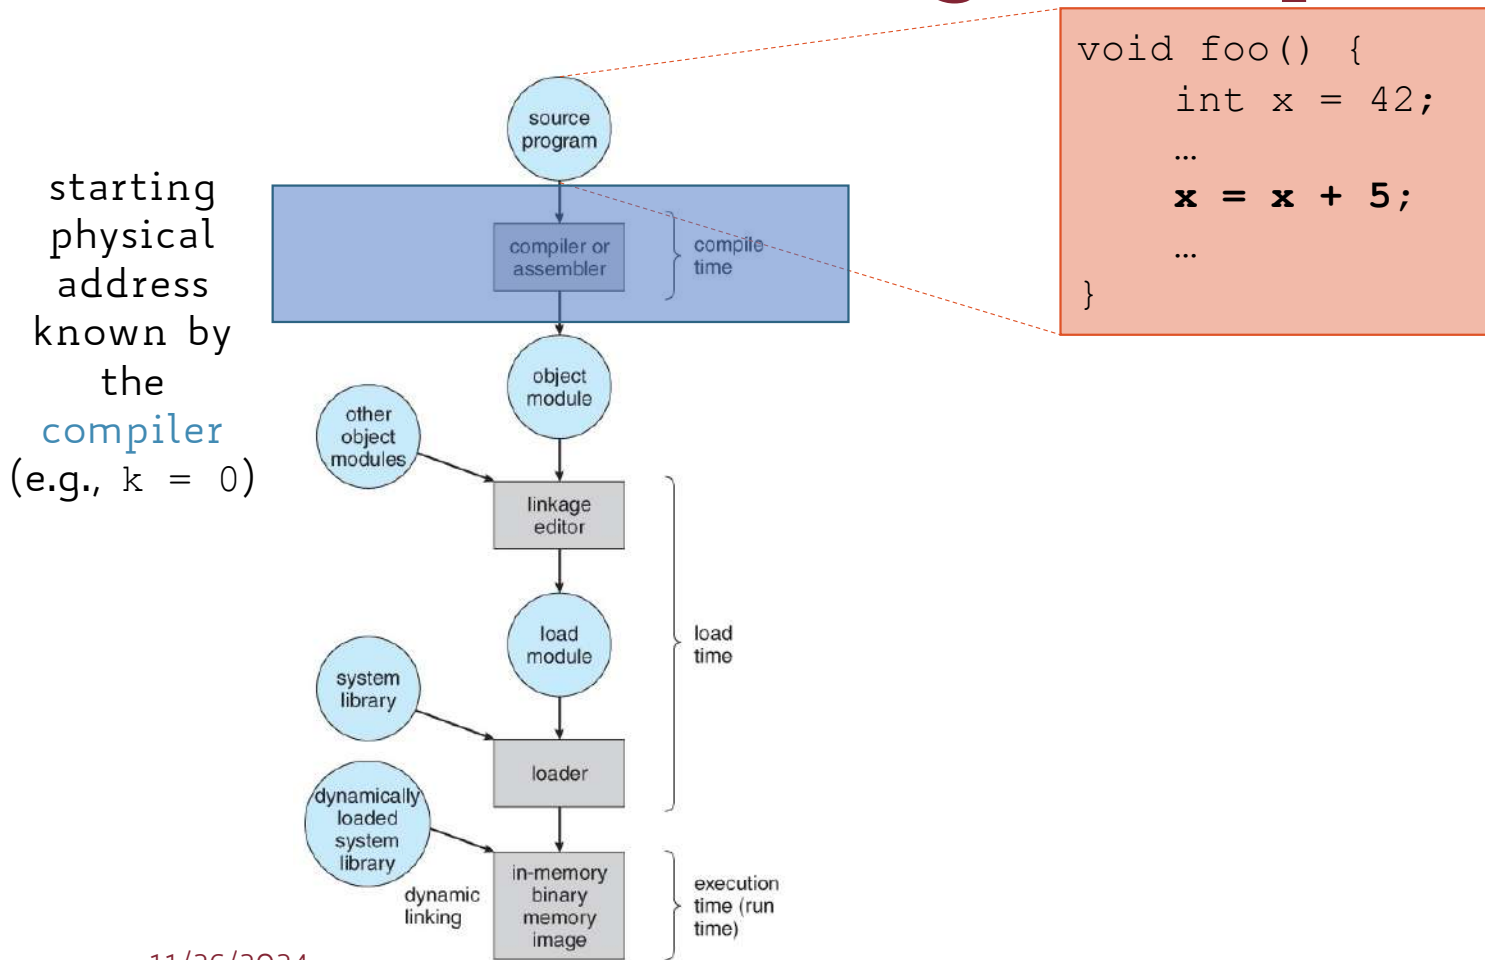 void foo() {
int x = 42;
…
x = x + 5;
…
}
starting
physical
address
known by
the
compiler
(e.g., k = 0)
source
program
compiler or
assembler
compile
time
object
module
other
object
modules
linkage
editor
load
module
load
time
system
library
loader
dynamically
loaded
system
library
dynamic
linking
in-memory
binary
memory
image
execution
time (run
time)